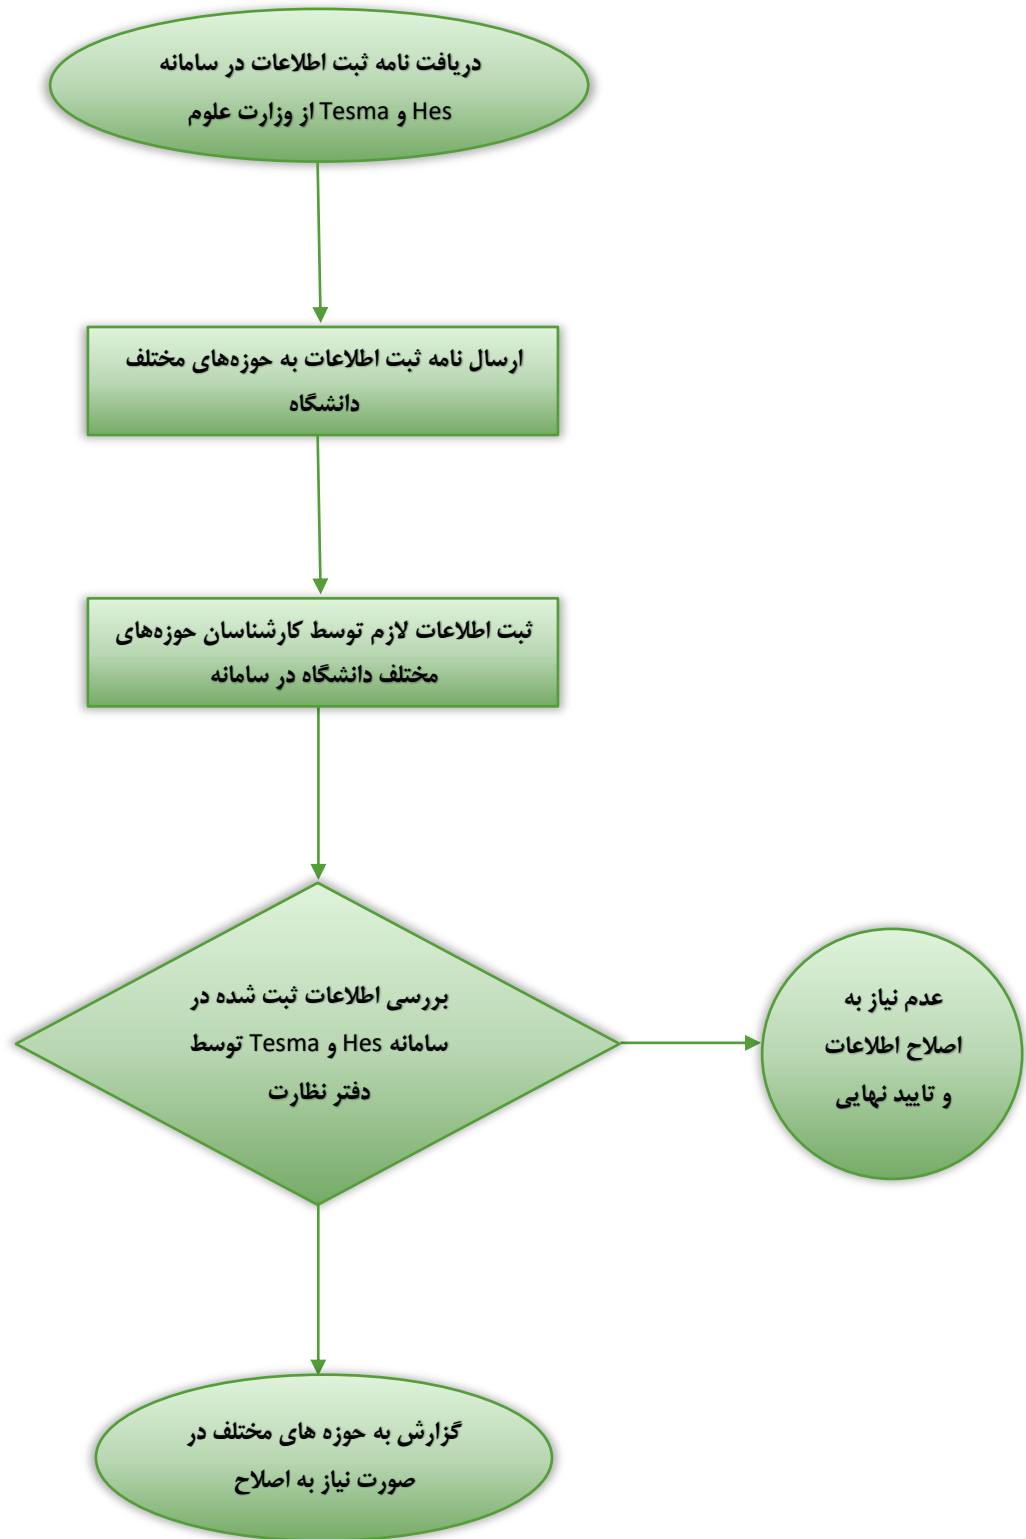 دریافت نامه ثبت اطلاعات در سامانه
Hes و Tesma از وزارت علوم
ارسال نامه ثبت اطلاعات به حوزه‌های مختلف
دانشگاه
ثبت اطلاعات لازم توسط کارشناسان حوزه‌های
مختلف دانشگاه در سامانه
بررسی اطلاعات ثبت شده در
سامانه Hes و Tesma توسط
دفتر نظارت
عدم نیاز به
اصلاح اطلاعات
و تایید نهایی
گزارش به حوزه های مختلف در
صورت نیاز به اصلاح